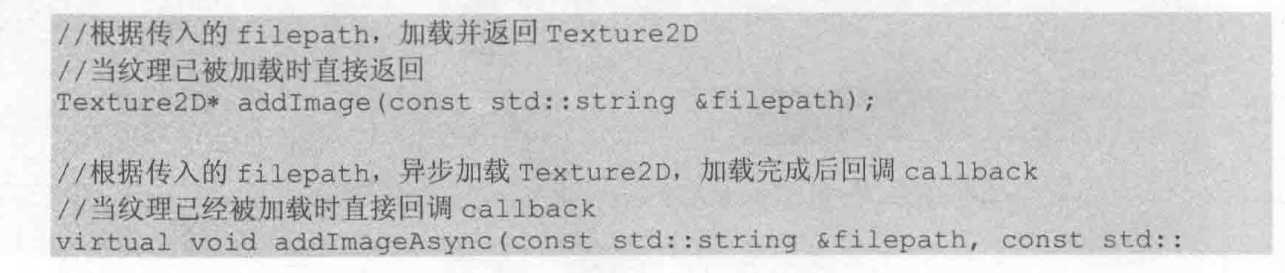 //根据传入的 filepath，加载并返回 Texture2D
//当纹理已被加载时直接返回
Texture2D* addImage(const std::string &filepath);
//根据传入的 filepath，异步加载 Texture2D，加载完成后回调 callback
//当纹理已经被加载时直接回调 callback
virtual void addImageAsync(const std::string &filepath, const std::